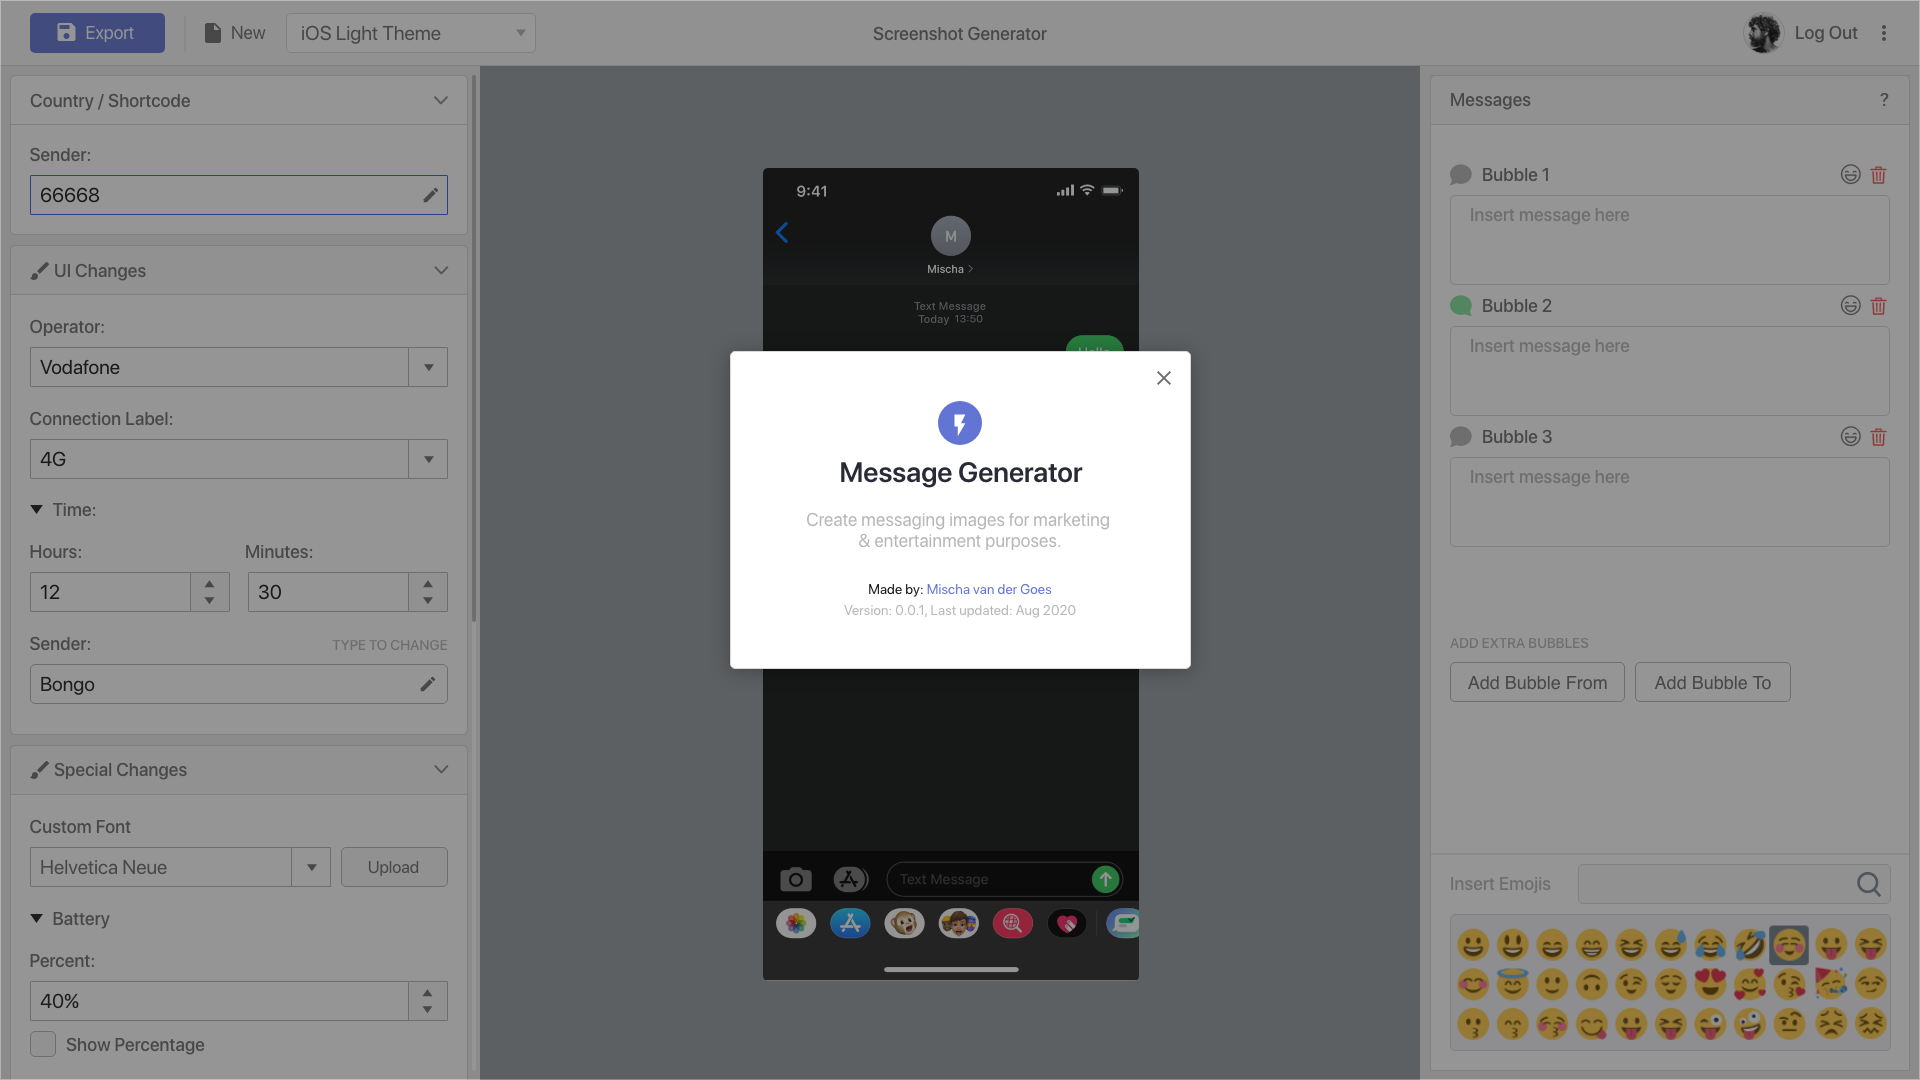 Export
New
iOS Light Theme
Screenshot Generator
Log Out
Country / Shortcode
Sender:
66668
UI Changes
Operator:
Vodafone
Connection Label:
4G
Time:
Hours:
Minutes:
12
30
Sender:
TYPE TO CHANGE
Bongo
Special Changes
Custom Font
Helvetica Neue
Upload
Battery
Percent:
40%
Show Percentage
9:41
M
Mischa
Text Message
Today 13:50
Hello
Message Generator
Create messaging images for marketing
& entertainment purposes.
Made by: Mischa van der Goes
Version: 0.0.1, Last updated: Aug 2020
Text Message
Messages
?
Bubble 1
Insert message here
Bubble 2
Insert message here
Bubble 3
Insert message here
ADD EXTRA BUBBLES
Add Bubble From
Add Bubble To
Insert Emojis